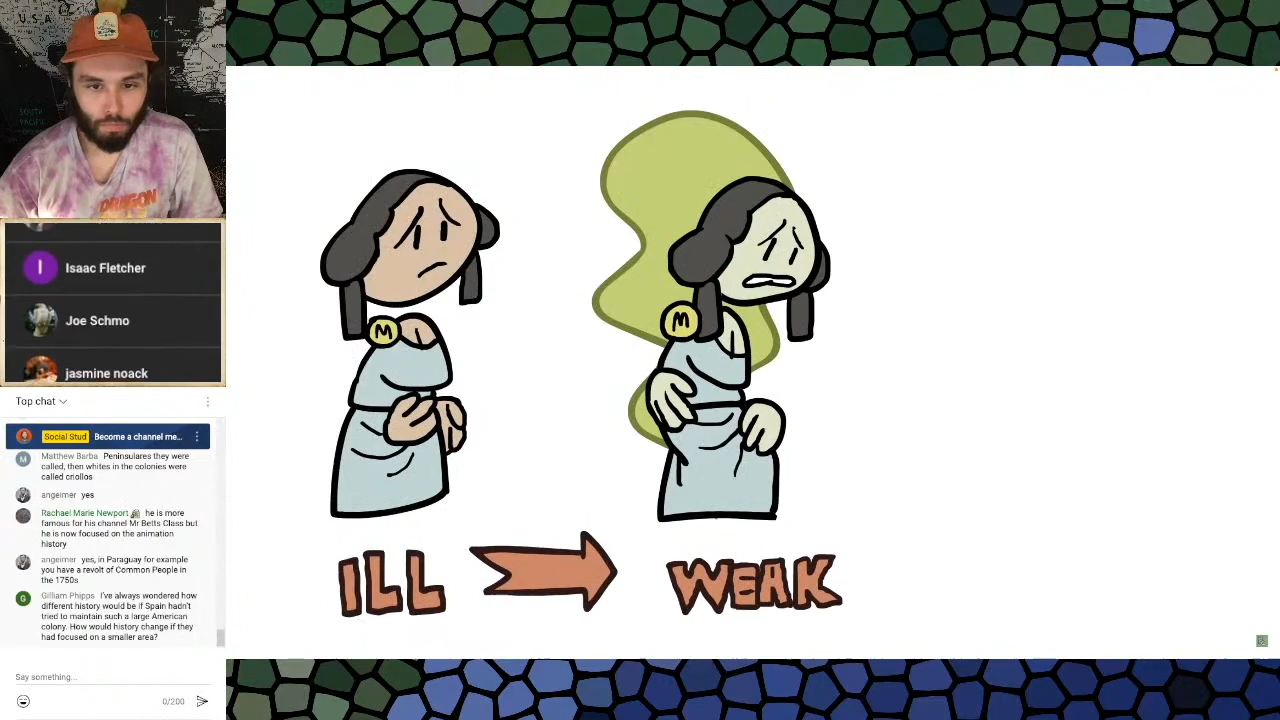 U.S.A.
SOUTH
PACIFIC
DRAGON
Isaac Fletcher
Joe Schmo
jasmine noack
Top chat
Social Stud Become a channel me...
Matthew Barba Peninsulares they were
called, then whites in the colonies were
called criollos
angeimer yes
Rachael Marie Newport he is more
famous for his channel Mr Betts Class but
he is now focused on the animation
history
angeimer yes, in Paraguay for example
you have a revolt of Common People in
the 1750s
Gilliam Phipps I've always wondered how
different history would be if Spain hadn't
tried to maintain such a large American
colony. How would history change if they
had focused on a smaller area?
Say something...
0/200
M
M
ILL
WEAK